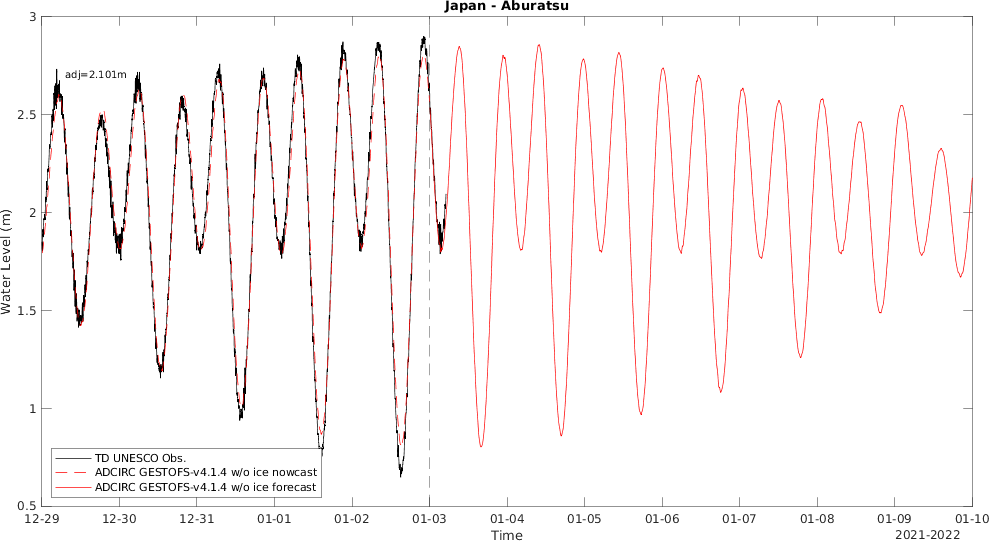 Japan - Aburatsu
3
adj=2.101m
2.5
2
Water Level (m)
1.5
1
TD UNESCO Obs.
ADCIRC GESTOFS-v4.1.4 w/o ice nowcast
ADCIRC GESTOFS-v4.1.4 w/o ice forecast
0.5
12-29 12-30 12-31 01-01 01-02 01-03 01-04 01-05 01-06 01-07 01-08 01-09 01-10
Time
2021-2022